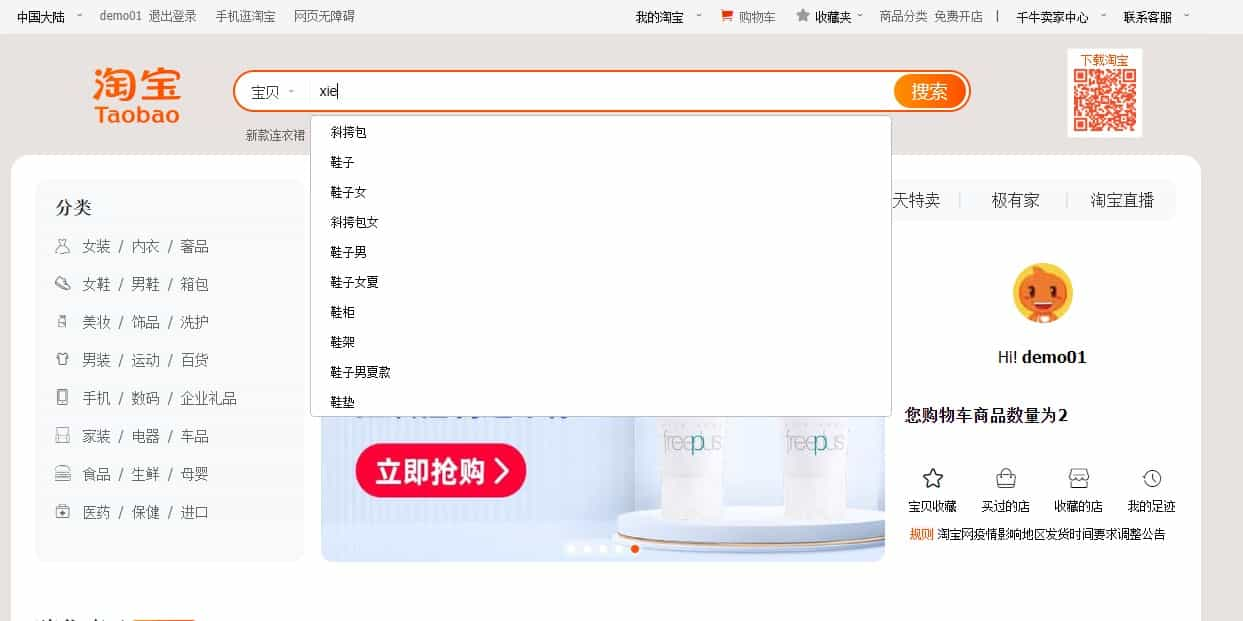 中国大陆 demo01 退出登录 手机逛淘宝 网页无障碍 我的淘宝 购物车 收藏夹 商品分类 免费开店 | 千牛卖家中心 联系客服
淘宝
Taobao
宝贝 xie 搜索
下载淘宝
新款连衣裙
斜挎包
鞋子
鞋子女
斜挎包女
鞋子男
鞋子女夏
鞋柜
鞋架
鞋子男夏款
鞋垫
分类
女装 / 内衣 / 奢品
女鞋 / 男鞋 / 箱包
美妆 / 饰品 / 洗护
男装 / 运动 / 百货
手机 / 数码 / 企业礼品
家装 / 电器 / 车品
食品 / 生鲜 / 母婴
医药 / 保健 / 进口
立即抢购
freeplus freeplus
天特卖 极有家 淘宝直播
Hi! demo01
您购物车商品数量为2
宝贝收藏 买过的店 收藏的店 我的足迹
规则 淘宝网疫情影响地区发货时间要求调整公告